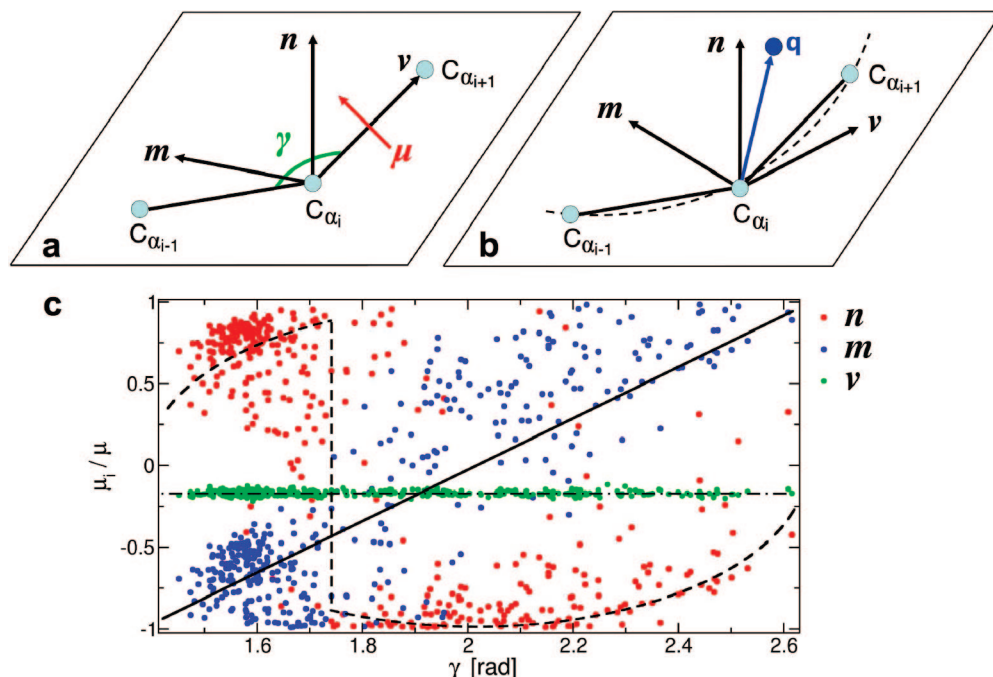 n
v
C_{α_{i+1}}
γ
μ
m
C_{α_i}
C_{α_{i-1}}
a
n
q
C_{α_{i+1}}
m
v
C_{α_i}
C_{α_{i-1}}
b
c
1
0.5
0
-0.5
-1
μ_i / μ
1.6 1.8 2 2.2 2.4 2.6
γ [rad]
n
m
v